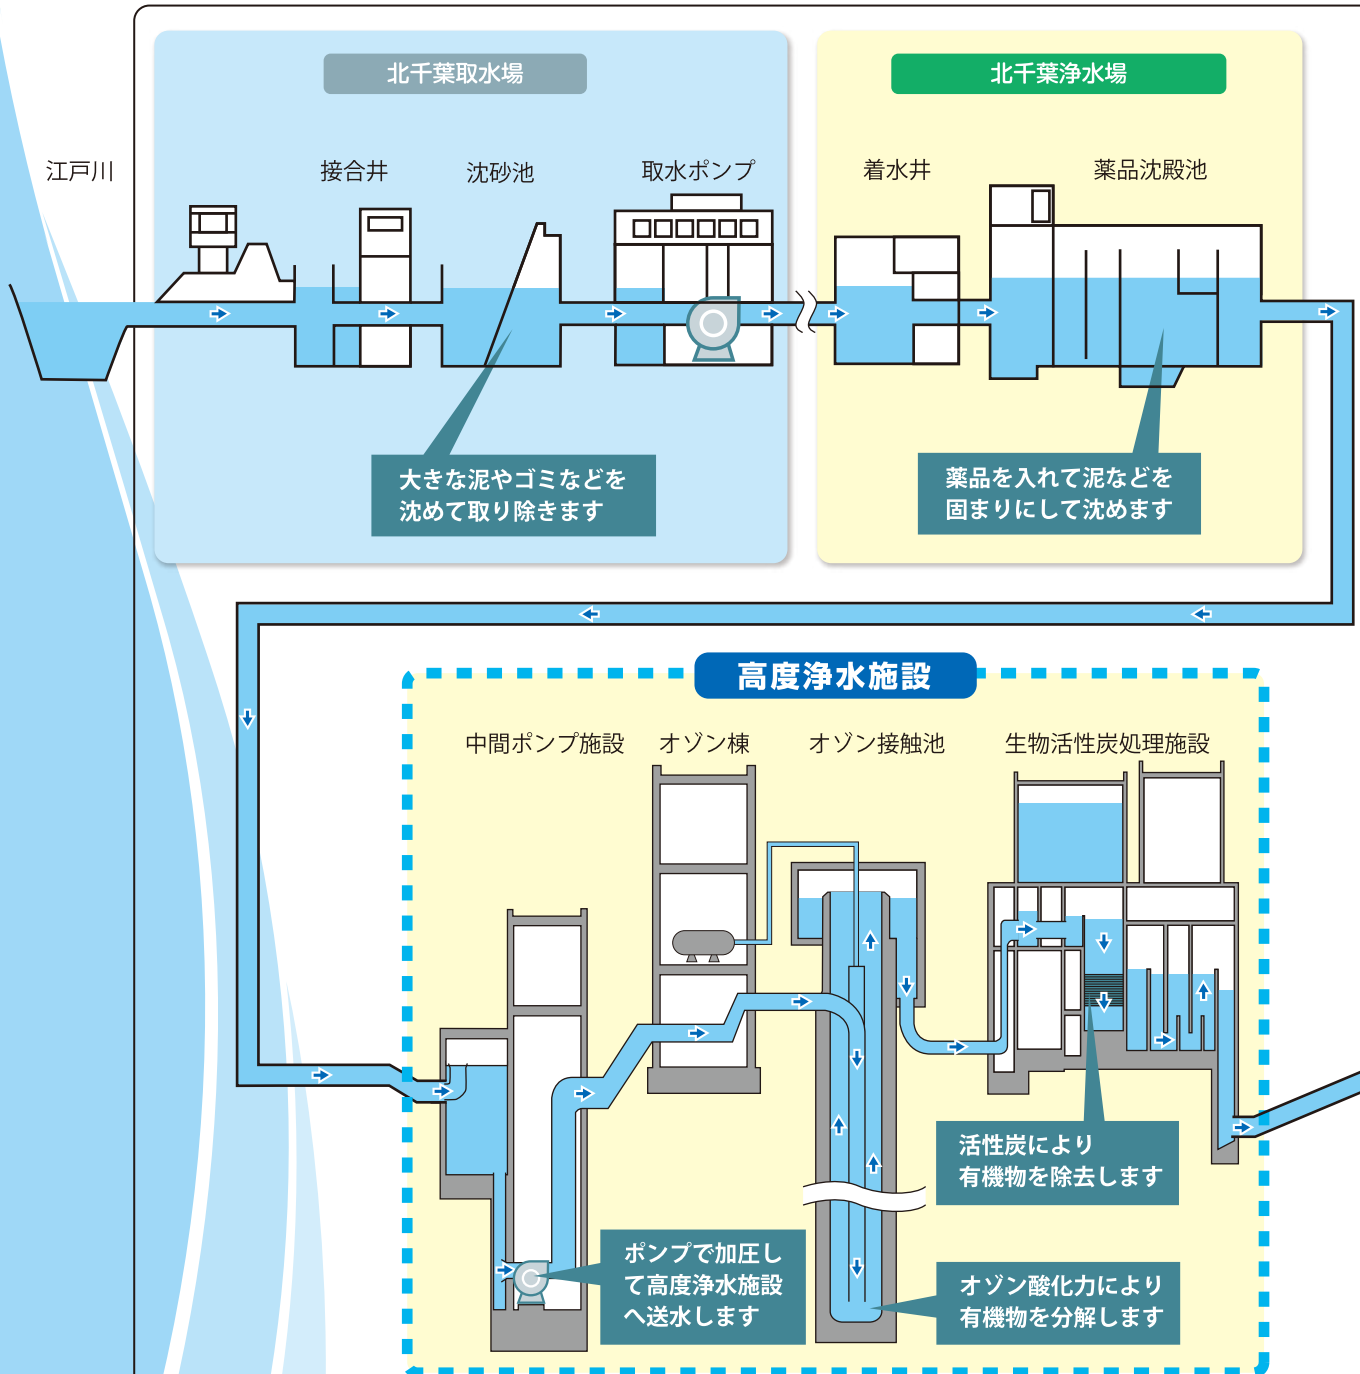 北千葉取水場
北千葉浄水場
江戸川
接合井
沈砂池
取水ポンプ
着水井
薬品沈殿池
大きな泥やゴミなどを
沈めて取り除きます
薬品を入れて泥などを
固まりにして沈めます
高度浄水施設
中間ポンプ施設
オゾン棟
オゾン接触池
生物活性炭処理施設
活性炭により
有機物を除去します
ポンプで加圧し
て高度浄水施設
へ送水します
オゾン酸化力により
有機物を分解します